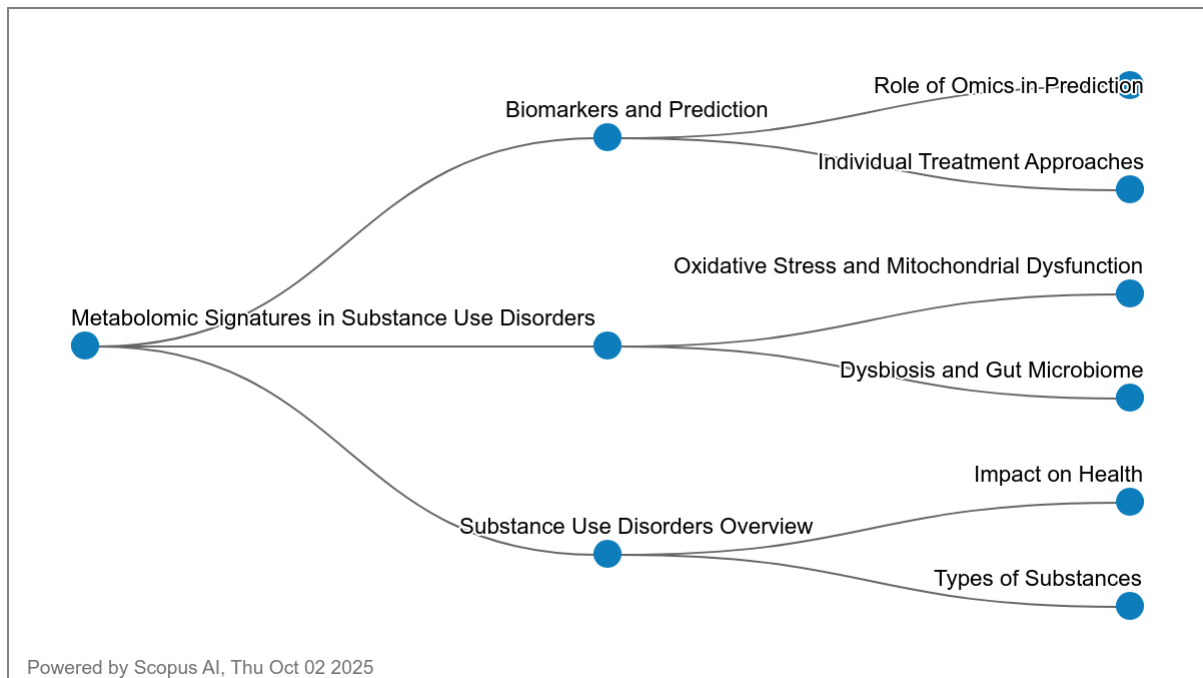 Role of Omics in Prediction
Biomarkers and Prediction
Individual Treatment Approaches
Oxidative Stress and Mitochondrial Dysfunction
Metabolomic Signatures in Substance Use Disorders
Dysbiosis and Gut Microbiome
Impact on Health
Substance Use Disorders Overview
Types of Substances
Powered by Scopus AI, Thu Oct 02 2025